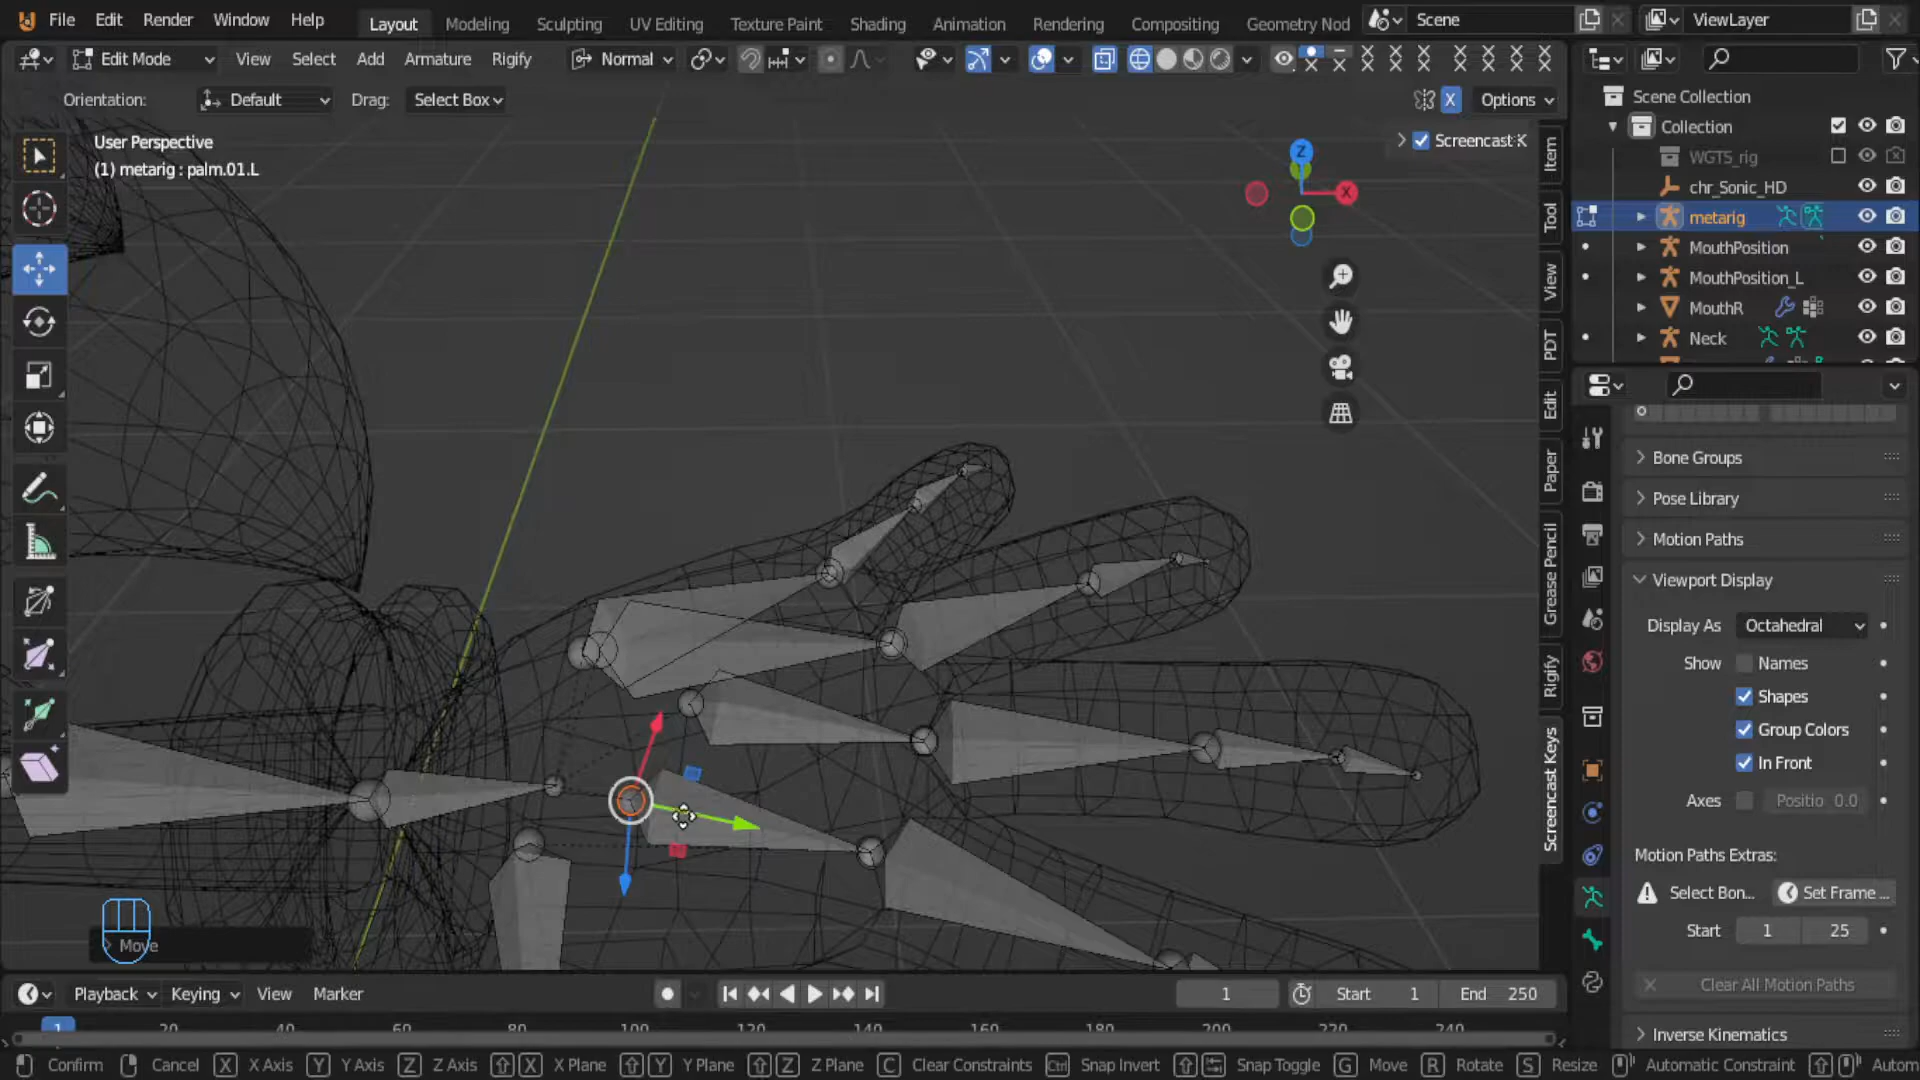 File Edit Render Window Help Layout Modeling Sculpting UV Editing Texture Paint Shading Animation Rendering Compositing Geometry Nod Scene ViewLayer
Edit Mode View Select Add Armature Rigify Normal
Orientation: Default Drag: Select Box X Options
User Perspective
(1) metarig : palm.01.L
Screencast K
Z
X
Item
Tool
View
PDT
Edit
Paper
Grease Pencil
Rigify
Screencast Keys
Scene Collection
Collection
WGTS_rig
chr_Sonic_HD
metarig
MouthPosition
MouthPosition_L
MouthR
Neck
Bone Groups
Pose Library
Motion Paths
Viewport Display
Display As Octahedral
Show Names
Shapes
Group Colors
In Front
Axes Positio 0.0
Motion Paths Extras:
Select Bon... Set Frame ...
Start 1 25
Clear All Motion Paths
Inverse Kinematics
Move
Playback Keying View Marker 1 Start 1 End 250
1 20 40 60 80 100 120 140 160 180 200 220 240
Confirm Cancel X X Axis Y Y Axis Z Z Axis X X Plane Y Y Plane Z Z Plane C Clear Constraints Ctrl Snap Invert Snap Toggle G Move R Rotate S Resize Automatic Constraint Autom